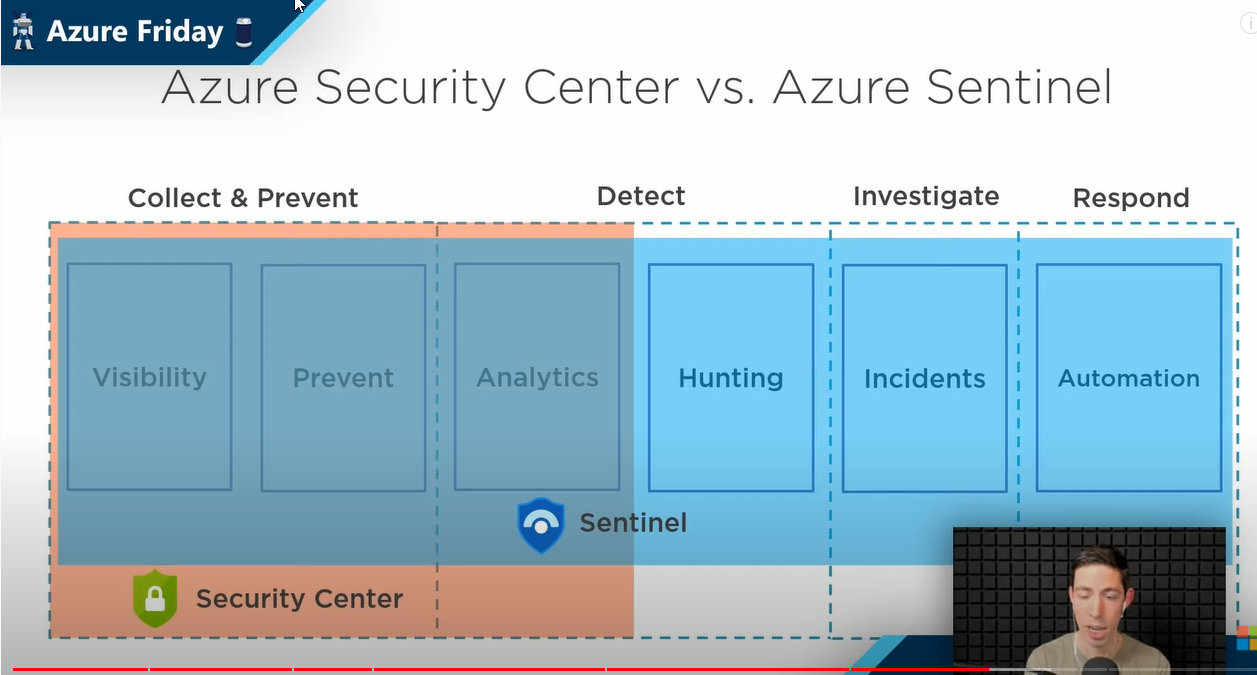 Azure Friday
Azure Security Center vs. Azure Sentinel
Collect & Prevent
Detect
Investigate
Respond
Visibility
Prevent
Analytics
Hunting
Incidents
Automation
Sentinel
Security Center